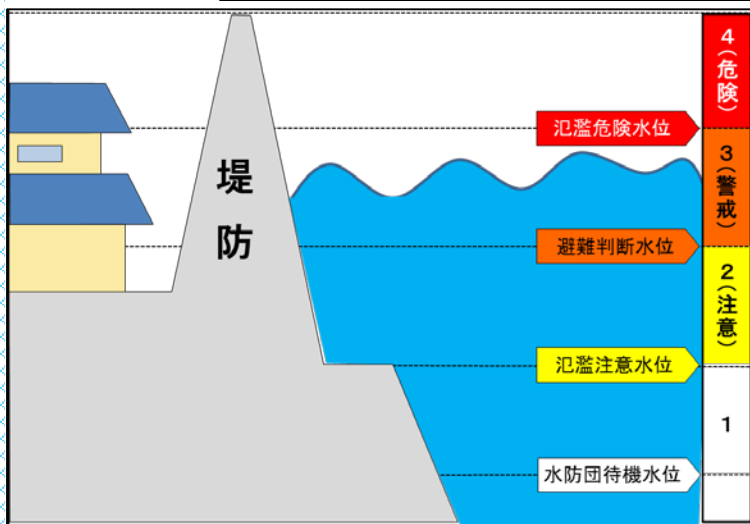 堤防
氾濫危険水位
避難判断水位
氾濫注意水位
水防団待機水位
4(危険)
3(警戒)
2(注意)
1